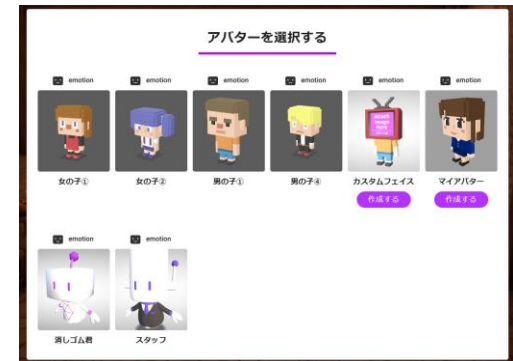 アバターを選択する
emotion
emotion
emotion
emotion
emotion
emotion
女の子①
女の子②
男の子①
男の子④
カスタムフェイス
マイアバター
作成する
作成する
emotion
emotion
消しゴム君
スタッフ